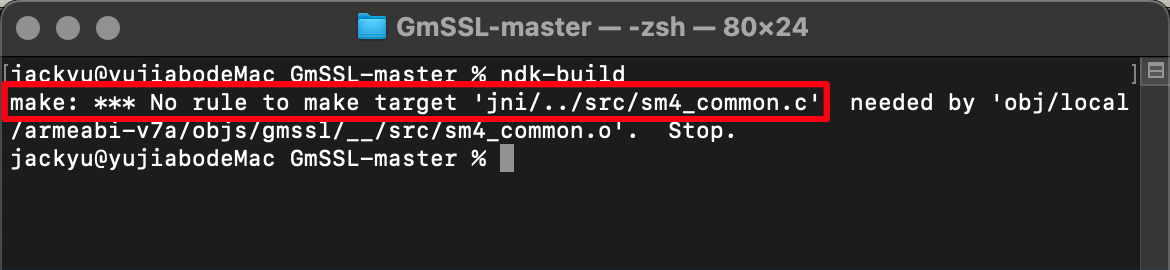 GmSSL-master — -zsh — 80×24
[jackyu@yujiabodeMac GmSSL-master % ndk-build ]
make: *** No rule to make target 'jni/../src/sm4_common.c' needed by 'obj/local
/armeabi-v7a/objs/gmssl/__/src/sm4_common.o'.  Stop.
jackyu@yujiabodeMac GmSSL-master %